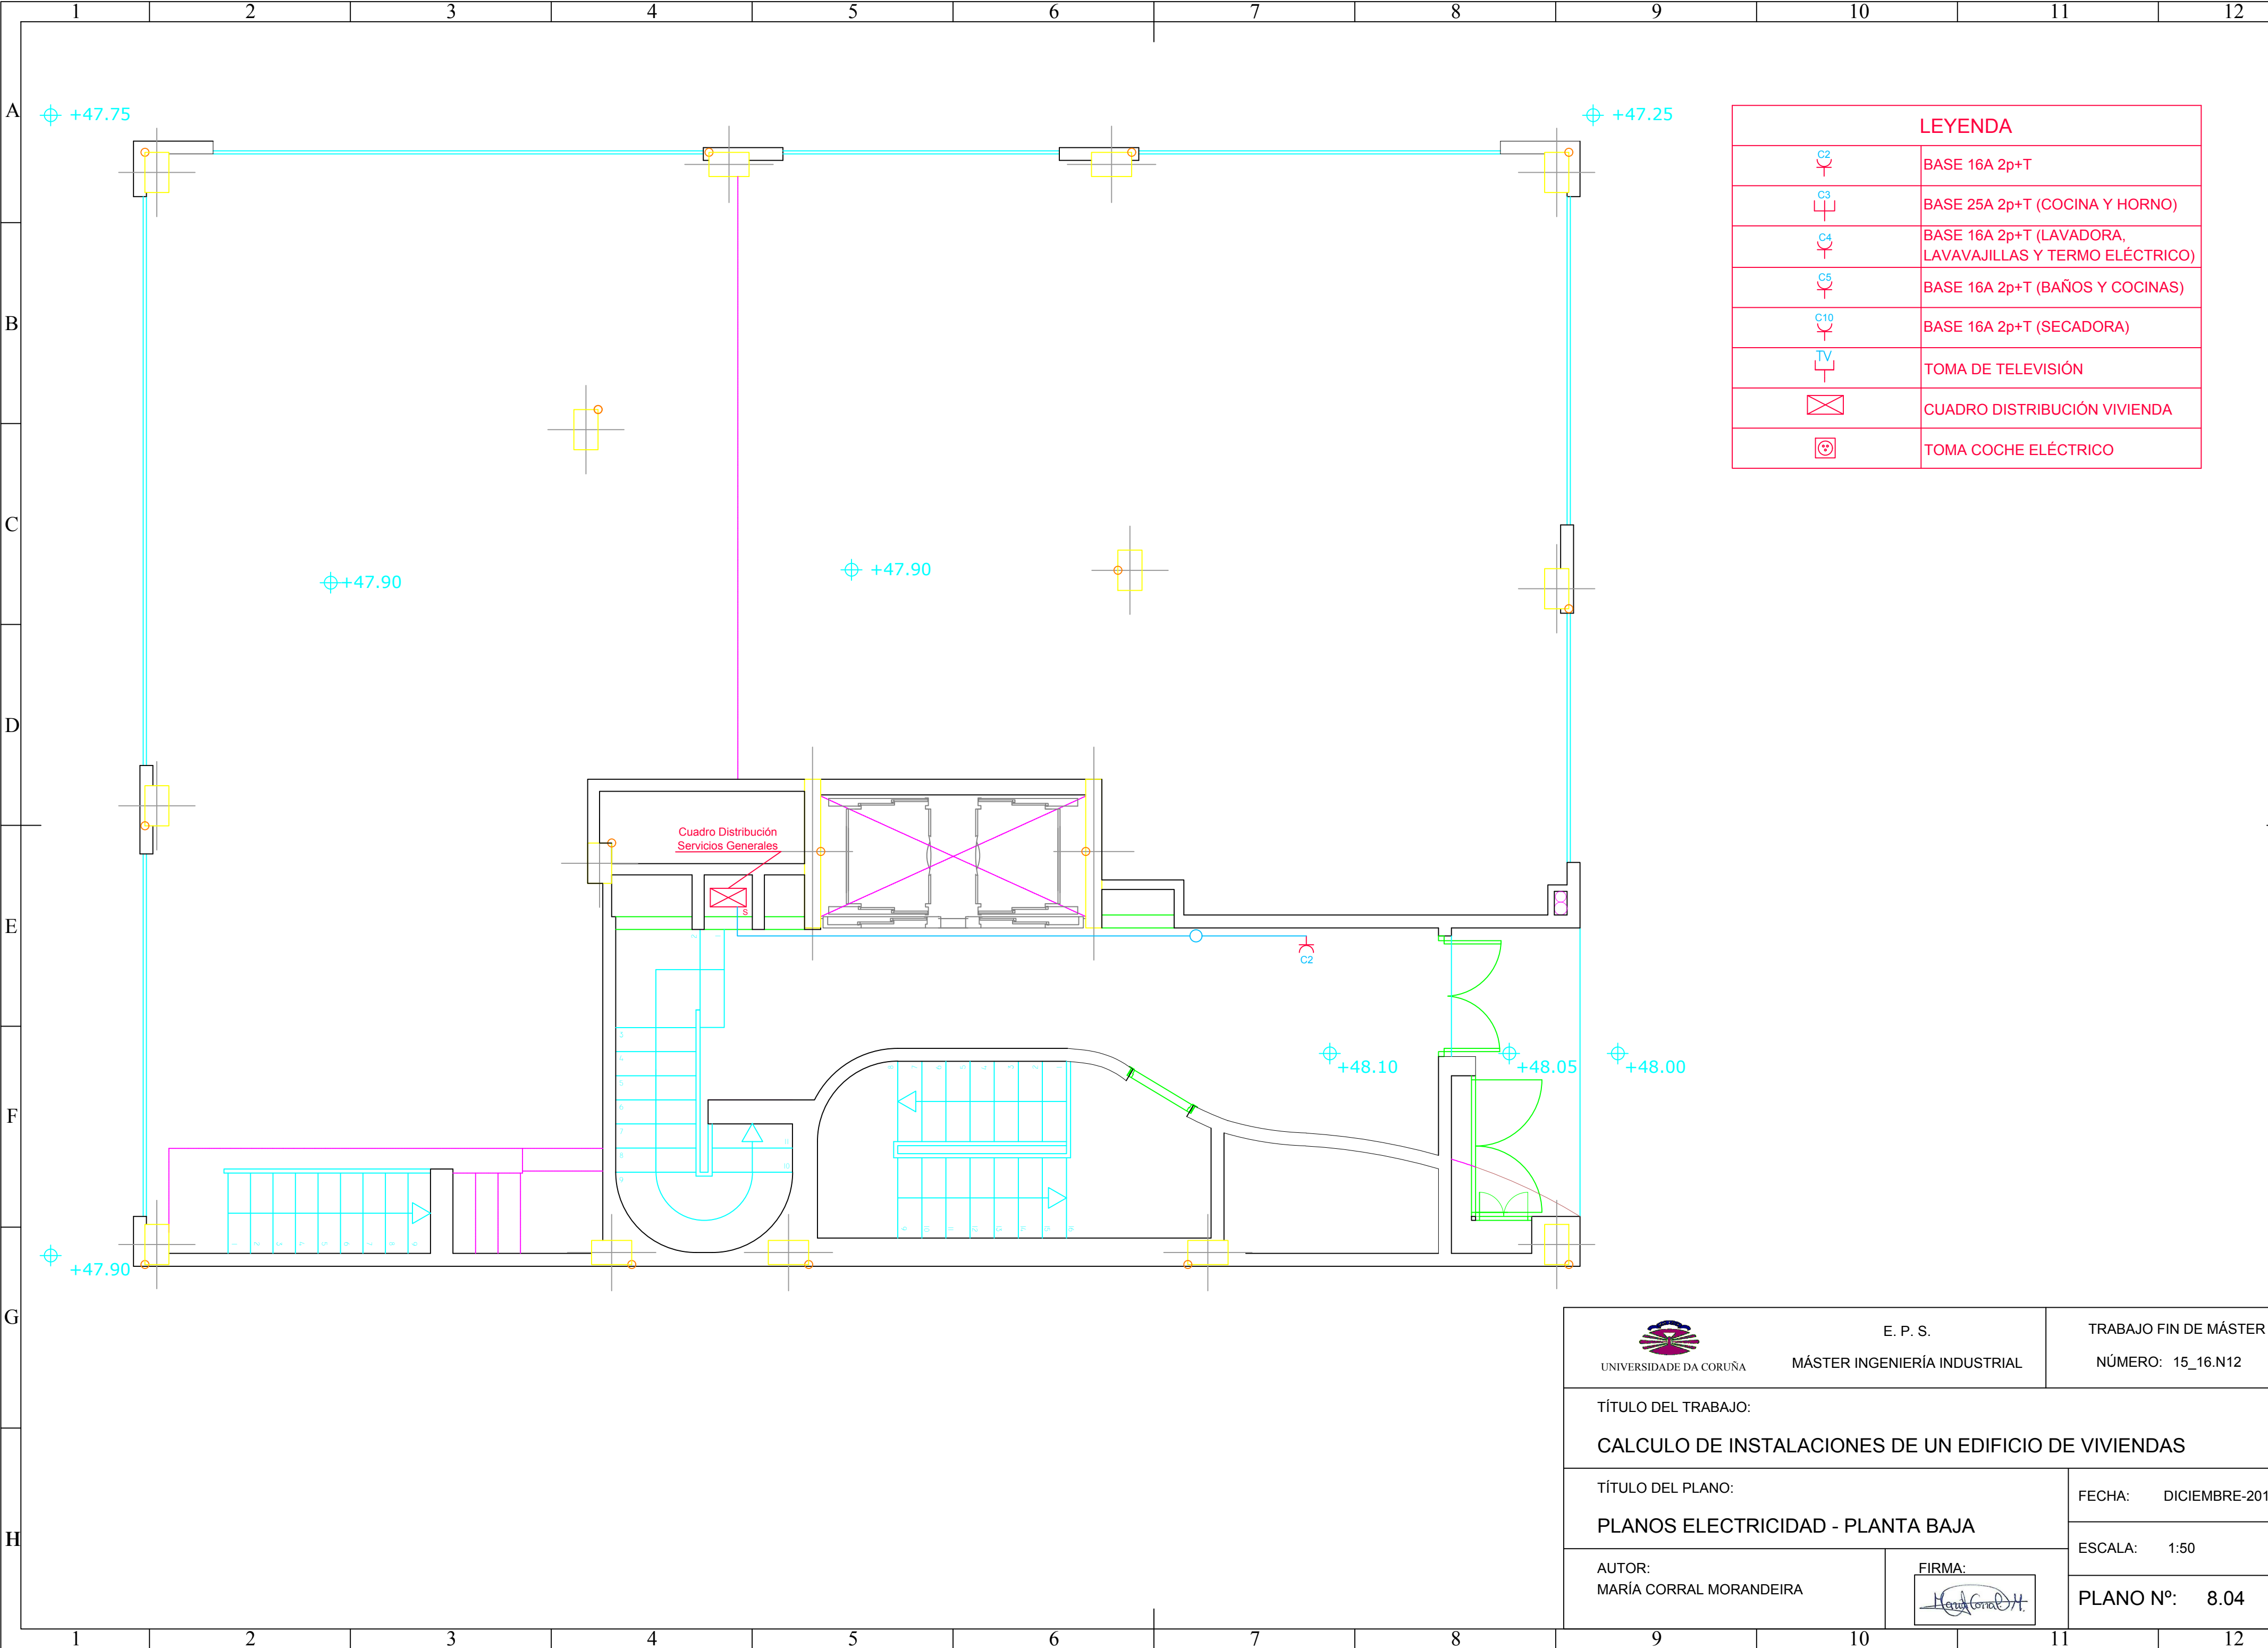 1 2 3 4 5 6 7 8 9 10 11 12
A
B
C
D
E
F
G
H
+47.75
+47.25
LEYENDA
C2
BASE 16A 2p+T
C3
BASE 25A 2p+T (COCINA Y HORNO)
C4
BASE 16A 2p+T (LAVADORA,
LAVAVAJILLAS Y TERMO ELÉCTRICO)
C5
BASE 16A 2p+T (BAÑOS Y COCINAS)
C10
BASE 16A 2p+T (SECADORA)
TV
TOMA DE TELEVISIÓN
CUADRO DISTRIBUCIÓN VIVIENDA
TOMA COCHE ELÉCTRICO
+47.90
+47.90
Cuadro Distribución
Servicios Generales
S
C2
+48.10
+48.05
+48.00
+47.90
UNIVERSIDADE DA CORUÑA
E. P. S.
MÁSTER INGENIERÍA INDUSTRIAL
TRABAJO FIN DE MÁSTER
NÚMERO: 15_16.N12
TÍTULO DEL TRABAJO:
CALCULO DE INSTALACIONES DE UN EDIFICIO DE VIVIENDAS
TÍTULO DEL PLANO:
PLANOS ELECTRICIDAD - PLANTA BAJA
FECHA: DICIEMBRE-201
ESCALA: 1:50
AUTOR:
MARÍA CORRAL MORANDEIRA
FIRMA:
PLANO Nº: 8.04
1 2 3 4 5 6 7 8 9 10 11 12